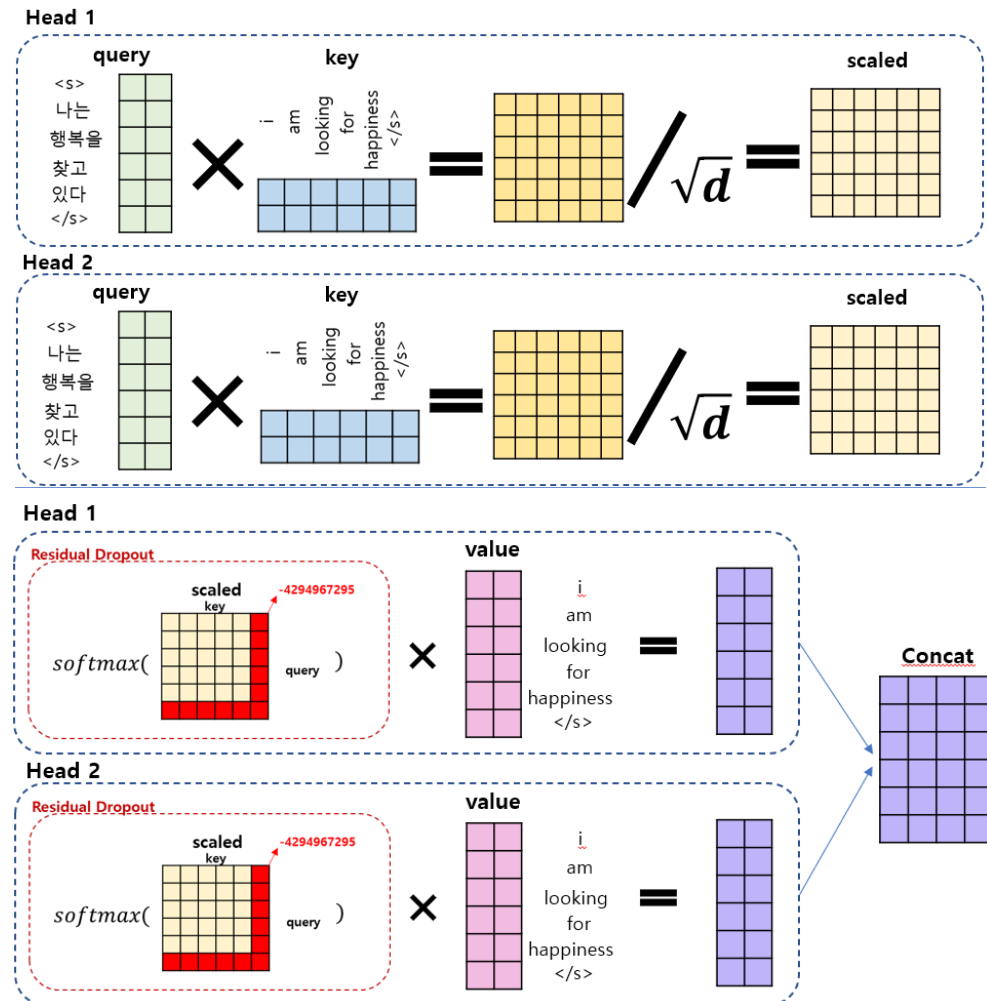 Head 1
query
key
scaled
<s>
나는
행복을
찾고
있다
</s>
i
am
looking
for
happiness
</s>
×
=
/
√d
=
Head 2
query
key
scaled
<s>
나는
행복을
찾고
있다
</s>
i
am
looking
for
happiness
</s>
×
=
/
√d
=
Head 1
Residual Dropout
scaled
key
-4294967295
softmax(
query
)
×
value
i
am
looking
for
happiness
</s>
=
Concat
Head 2
Residual Dropout
scaled
key
-4294967295
softmax(
query
)
×
value
i
am
looking
for
happiness
</s>
=